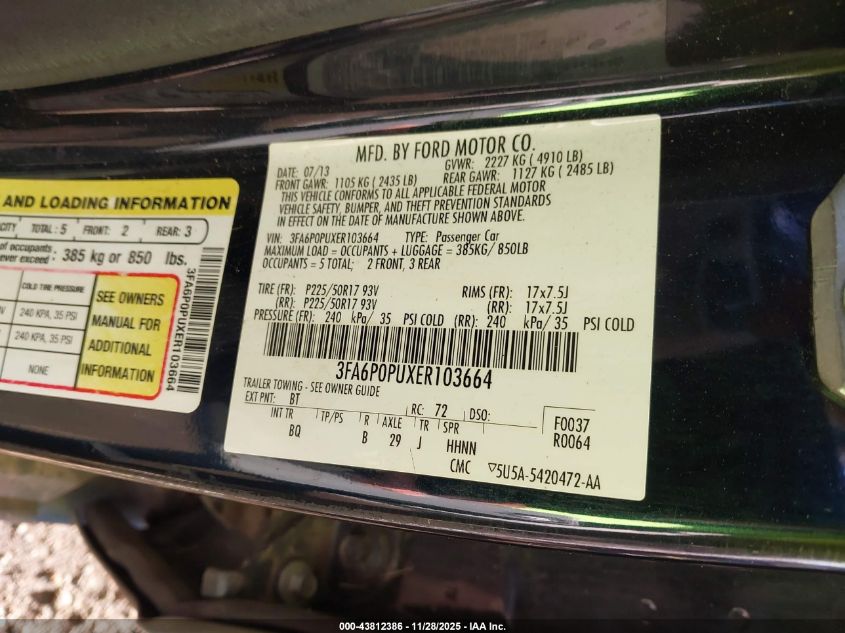 AND LOADING INFORMATION
CITY TOTAL: 5 FRONT: 2 REAR: 3
of occupants
ever exceed: 385 kg or 850 lbs.
COLD TIRE PRESSURE
240 KPA, 35 PSI
240 KPA, 35 PSI
NONE
SEE OWNERS
MANUAL FOR
ADDITIONAL
INFORMATION
3FA6P0PUXER103664
MFD. BY FORD MOTOR CO.
DATE: 07/13 GVWR: 2227 KG ( 4910 LB)
FRONT GAWR: 1105 KG ( 2435 LB) REAR GAWR: 1127 KG ( 2485 LB)
THIS VEHICLE CONFORMS TO ALL APPLICABLE FEDERAL MOTOR
VEHICLE SAFETY, BUMPER, AND THEFT PREVENTION STANDARDS
IN EFFECT ON THE DATE OF MANUFACTURE SHOWN ABOVE.
VIN: 3FA6P0PUXER103664 TYPE: Passenger Car
MAXIMUM LOAD = OCCUPANTS + LUGGAGE = 385KG/ 850LB
OCCUPANTS = 5 TOTAL; 2 FRONT, 3 REAR
TIRE (FR): P225/50R17 93V RIMS (FR): 17x7.5J
(RR): P225/50R17 93V (RR): 17x7.5J
PRESSURE (FR): 240 kPa/ 35 PSI COLD (RR): 240 kPa/ 35 PSI COLD
3FA6P0PUXER103664
TRAILER TOWING - SEE OWNER GUIDE
EXT PNT: BT RC: 72 DSO: F0037
INT TR TP/PS R AXLE TR SPR R0064
BQ B 29 J HHNN
CMC ▽5U5A-5420472-AA
000-43812386 | 11/28/2025 - IAA Inc.